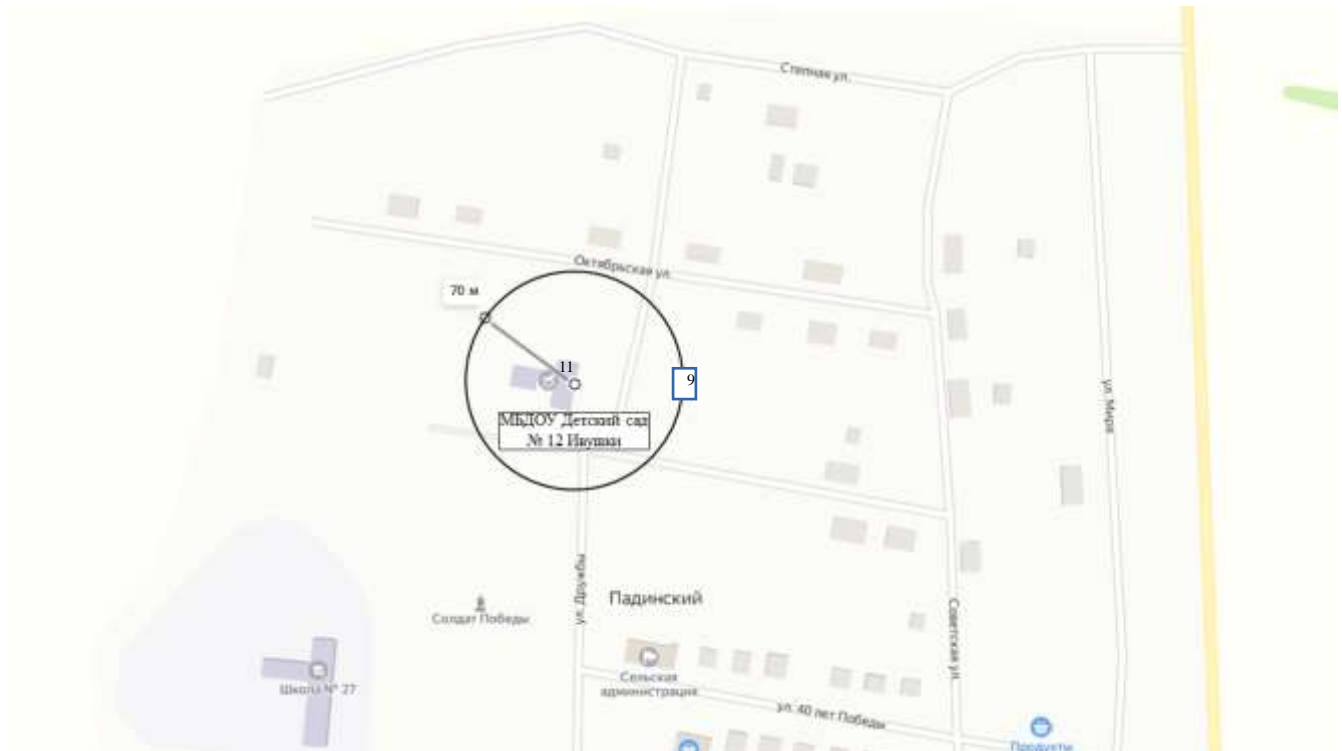 Степная ул.
Октябрьская ул.
70 м
11
9
МБДОУ Детский сад
№ 12 Ивушки
ул. Мира
ул. Дружбы
Падинский
Солдат Победы
Советская ул.
Школа № 27
Сельская
администрация
ул. 40 лет Победы
Продукты